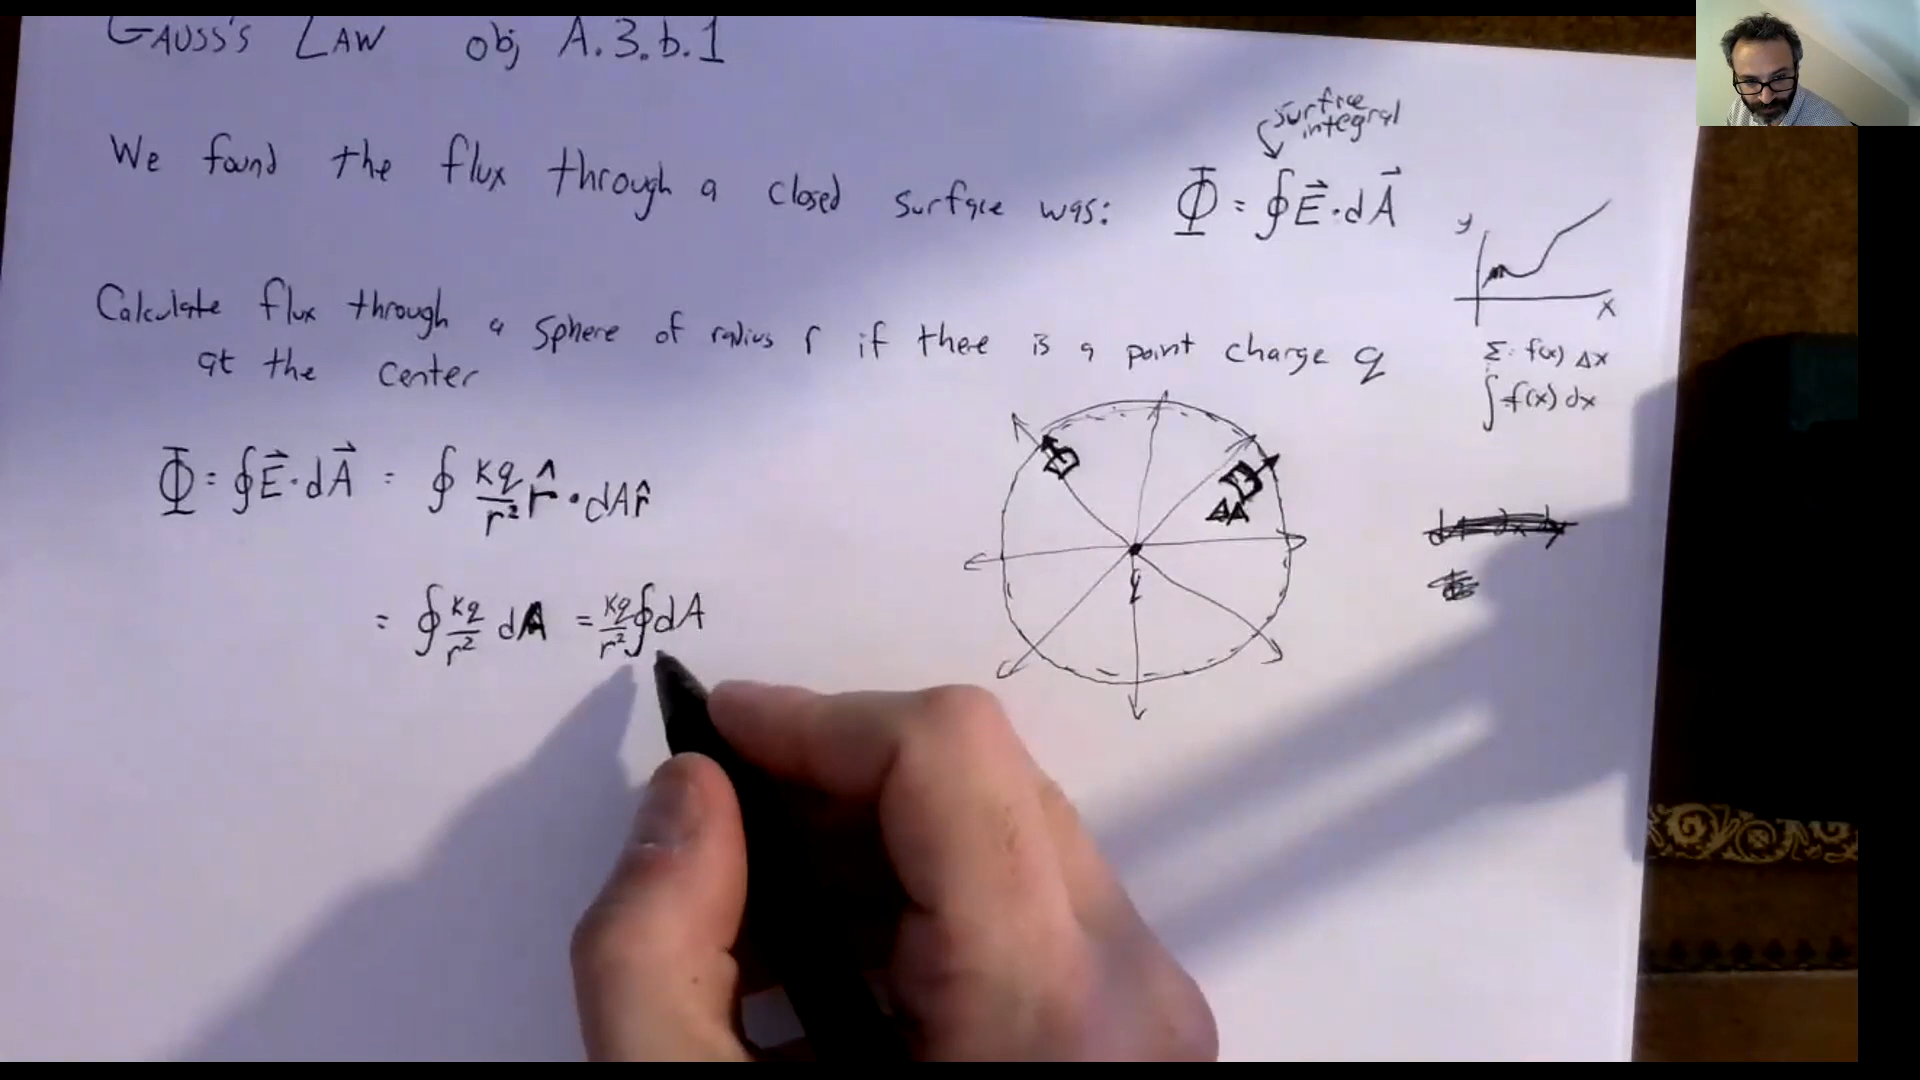 GAUSS'S LAW obj A.3.b.1
surface integral
We found the flux through a closed surface was: Φ = ∮E⃗·dA⃗
y
x
Calculate flux through a sphere of radius r if there is a point charge q
at the center
Σ f(x) Δx
∫ f(x) dx
Φ = ∮E⃗·dA⃗ = ∮ kq/r² r̂ · dA r̂
ΔA
q
= ∮ kq/r² dA = kq/r² ∮ dA